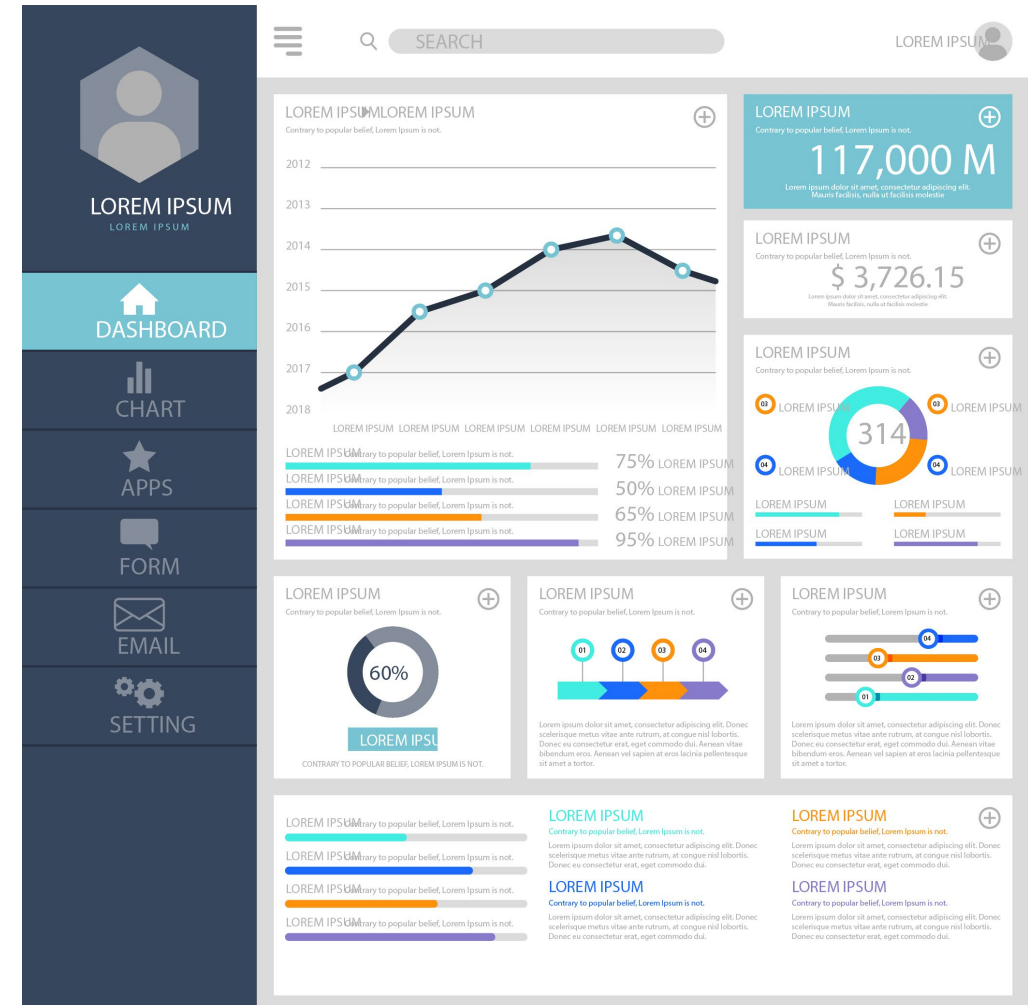 LOREM IPSUM
LOREM IPSUM
DASHBOARD
CHART
APPS
FORM
EMAIL
SETTING
SEARCH
LOREM IPSUM
LOREM IPSUM LOREM IPSUM
Contrary to popular belief, Lorem Ipsum is not.
2012
2013
2014
2015
2016
2017
2018
LOREM IPSUM LOREM IPSUM LOREM IPSUM LOREM IPSUM LOREM IPSUM LOREM IPSUM
LOREM IPSUM Contrary to popular belief, Lorem Ipsum is not.
75% LOREM IPSUM
LOREM IPSUM Contrary to popular belief, Lorem Ipsum is not.
50% LOREM IPSUM
LOREM IPSUM Contrary to popular belief, Lorem Ipsum is not.
65% LOREM IPSUM
LOREM IPSUM Contrary to popular belief, Lorem Ipsum is not.
95% LOREM IPSUM
LOREM IPSUM
Contrary to popular belief, Lorem Ipsum is not.
117,000 M
Lorem ipsum dolor sit amet, consectetur adipiscing elit.
Mauris facilisis, nulla ut facilisis molestie
LOREM IPSUM
Contrary to popular belief, Lorem Ipsum is not.
$ 3,726.15
Lorem ipsum dolor sit amet, consectetur adipiscing elit.
Mauris facilisis, nulla ut facilisis molestie
LOREM IPSUM
Contrary to popular belief, Lorem Ipsum is not.
03 LOREM IPSUM
03 LOREM IPSUM
314
04 LOREM IPSUM
04 LOREM IPSUM
LOREM IPSUM LOREM IPSUM
LOREM IPSUM LOREM IPSUM
LOREM IPSUM
Contrary to popular belief, Lorem Ipsum is not.
60%
LOREM IPSU
CONTRARY TO POPULAR BELIEF, LOREM IPSUM IS NOT.
LOREM IPSUM
Contrary to popular belief, Lorem Ipsum is not.
01 02 03 04
Lorem ipsum dolor sit amet, consectetur adipiscing elit. Donec
scelerisque metus vitae ante rutrum, at congue nisl lobortis.
Donec eu consectetur erat, eget commodo dui. Aenean vitae
bibendum eros. Aenean vel sapien at eros lacinia pellentesque
sit amet a tortor.
LOREM IPSUM
Contrary to popular belief, Lorem Ipsum is not.
04
03
02
01
Lorem ipsum dolor sit amet, consectetur adipiscing elit. Donec
scelerisque metus vitae ante rutrum, at congue nisl lobortis.
Donec eu consectetur erat, eget commodo dui. Aenean vitae
bibendum eros. Aenean vel sapien at eros lacinia pellentesque
sit amet a tortor.
LOREM IPSUM Contrary to popular belief, Lorem Ipsum is not.
LOREM IPSUM Contrary to popular belief, Lorem Ipsum is not.
LOREM IPSUM Contrary to popular belief, Lorem Ipsum is not.
LOREM IPSUM Contrary to popular belief, Lorem Ipsum is not.
LOREM IPSUM
Contrary to popular belief, Lorem Ipsum is not.
Lorem ipsum dolor sit amet, consectetur adipiscing elit. Donec
scelerisque metus vitae ante rutrum, at congue nisl lobortis.
Donec eu consectetur erat, eget commodo dui.
LOREM IPSUM
Contrary to popular belief, Lorem Ipsum is not.
Lorem ipsum dolor sit amet, consectetur adipiscing elit. Donec
scelerisque metus vitae ante rutrum, at congue nisl lobortis.
Donec eu consectetur erat, eget commodo dui.
LOREM IPSUM
Contrary to popular belief, Lorem Ipsum is not.
Lorem ipsum dolor sit amet, consectetur adipiscing elit. Donec
scelerisque metus vitae ante rutrum, at congue nisl lobortis.
Donec eu consectetur erat, eget commodo dui.
LOREM IPSUM
Contrary to popular belief, Lorem Ipsum is not.
Lorem ipsum dolor sit amet, consectetur adipiscing elit. Donec
scelerisque metus vitae ante rutrum, at congue nisl lobortis.
Donec eu consectetur erat, eget commodo dui.